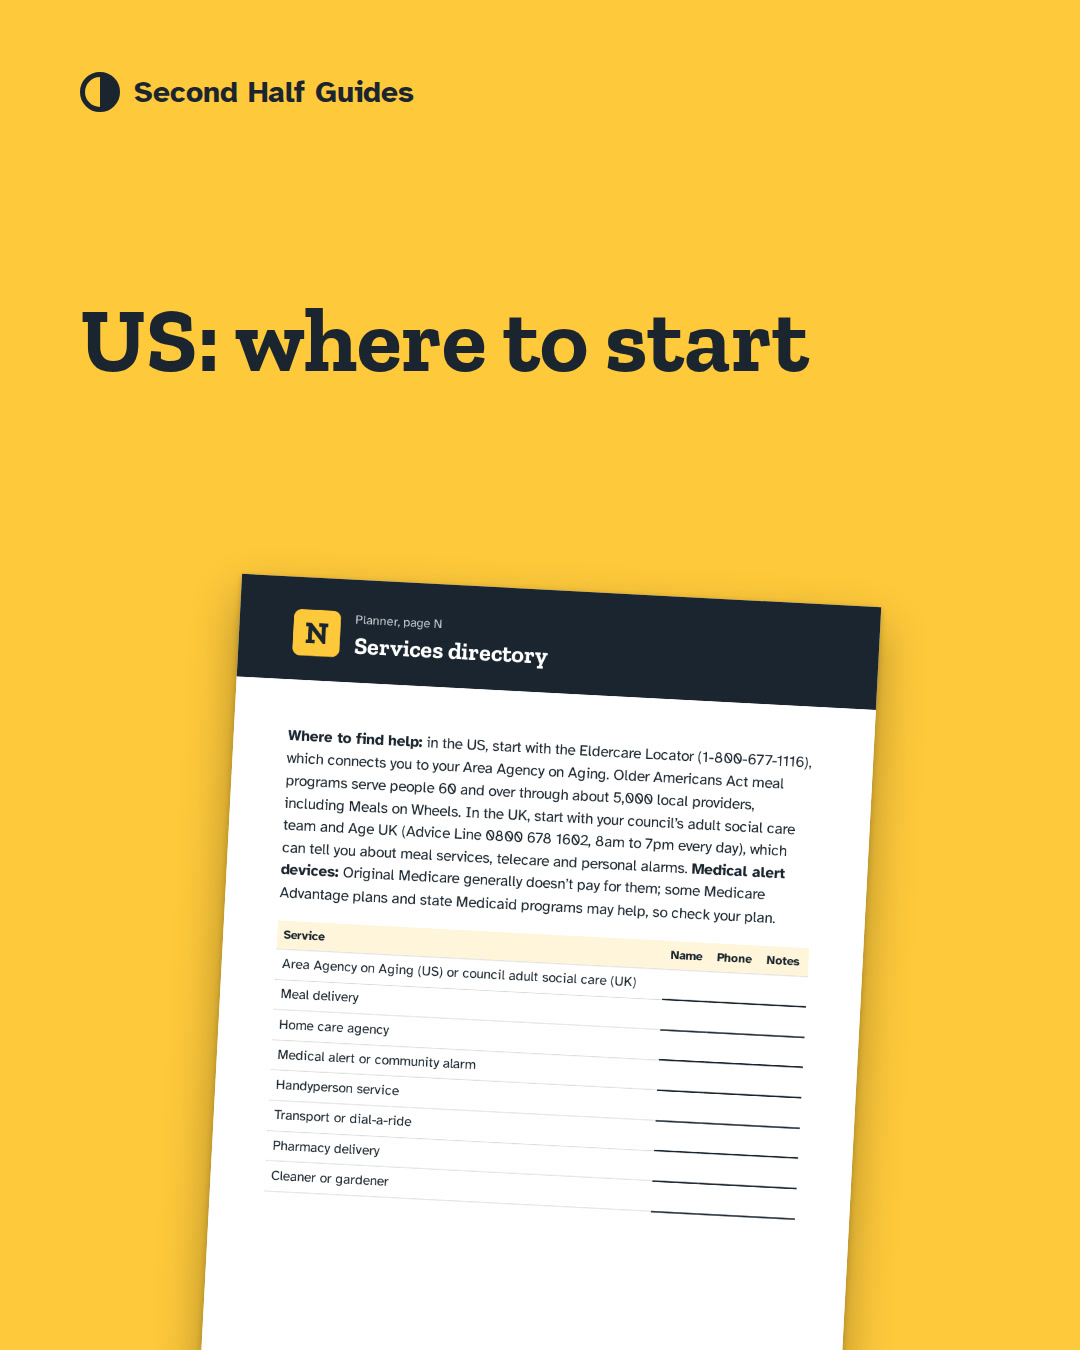 Second Half Guides
US: where to start
N
Planner, page N
Services directory
Where to find help: in the US, start with the Eldercare Locator (1-800-677-1116),
which connects you to your Area Agency on Aging. Older Americans Act meal
programs serve people 60 and over through about 5,000 local providers,
including Meals on Wheels. In the UK, start with your council’s adult social care
team and Age UK (Advice Line 0800 678 1602, 8am to 7pm every day), which
can tell you about meal services, telecare and personal alarms. Medical alert
devices: Original Medicare generally doesn’t pay for them; some Medicare
Advantage plans and state Medicaid programs may help, so check your plan.
Service Name Phone Notes
Area Agency on Aging (US) or council adult social care (UK)
Meal delivery
Home care agency
Medical alert or community alarm
Handyperson service
Transport or dial-a-ride
Pharmacy delivery
Cleaner or gardener